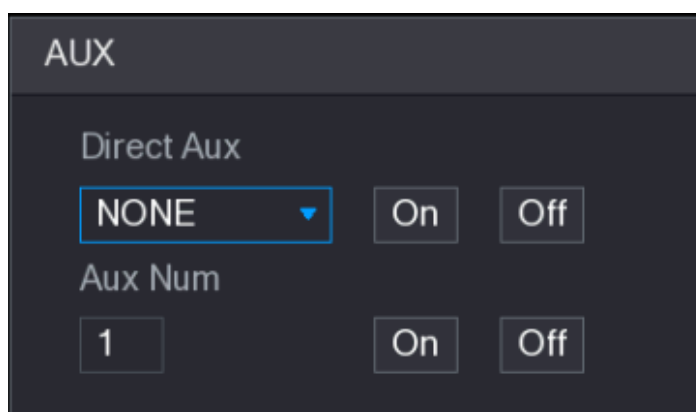 AUX
Direct Aux
NONE On Off
Aux Num
1 On Off